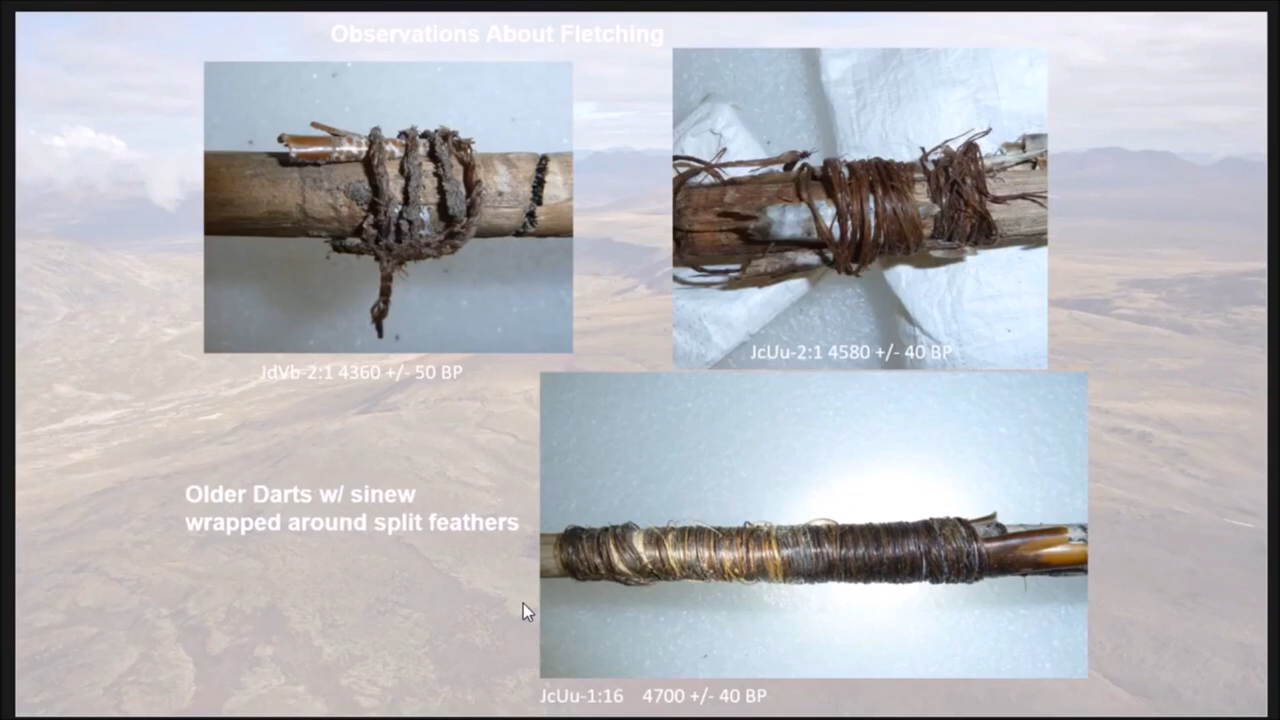 Observations About Fletching
JdVb-2:1 4360 +/- 50 BP
JcUu-2:1 4580 +/- 40 BP
Older Darts w/ sinew
wrapped around split feathers
JcUu-1:16 4700 +/- 40 BP